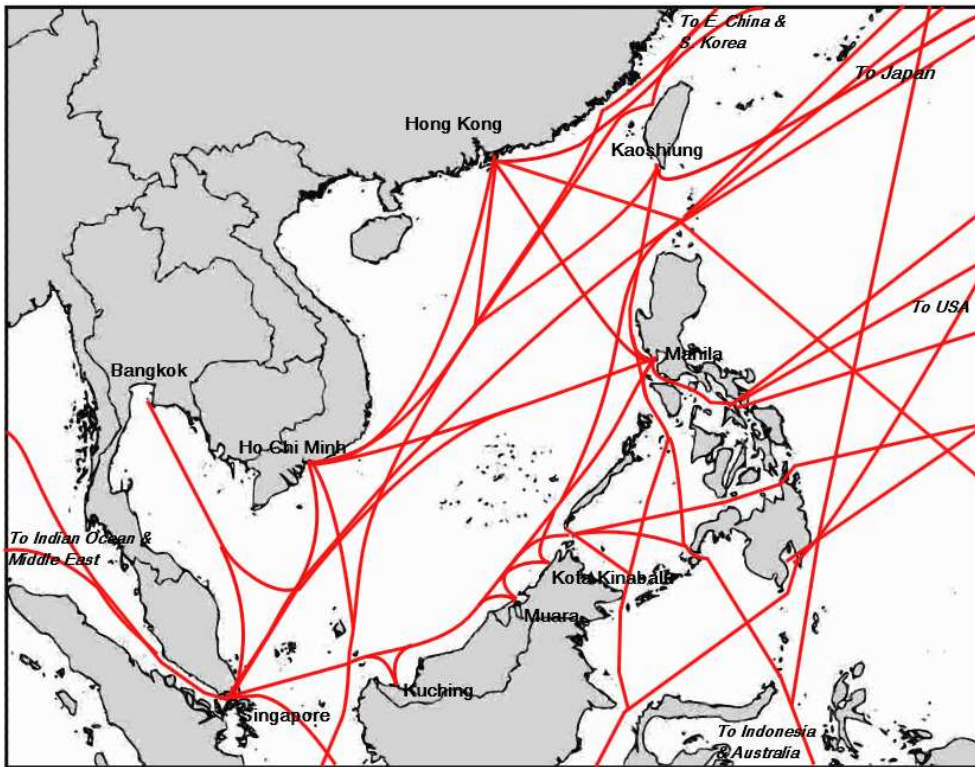 To E. China &
S. Korea
To Japan
Hong Kong
Kaoshiung
To USA
Manila
Bangkok
Ho Chi Minh
To Indian Ocean &
Middle East
Kota Kinabalu
Muara
Kuching
Singapore
To Indonesia
& Australia